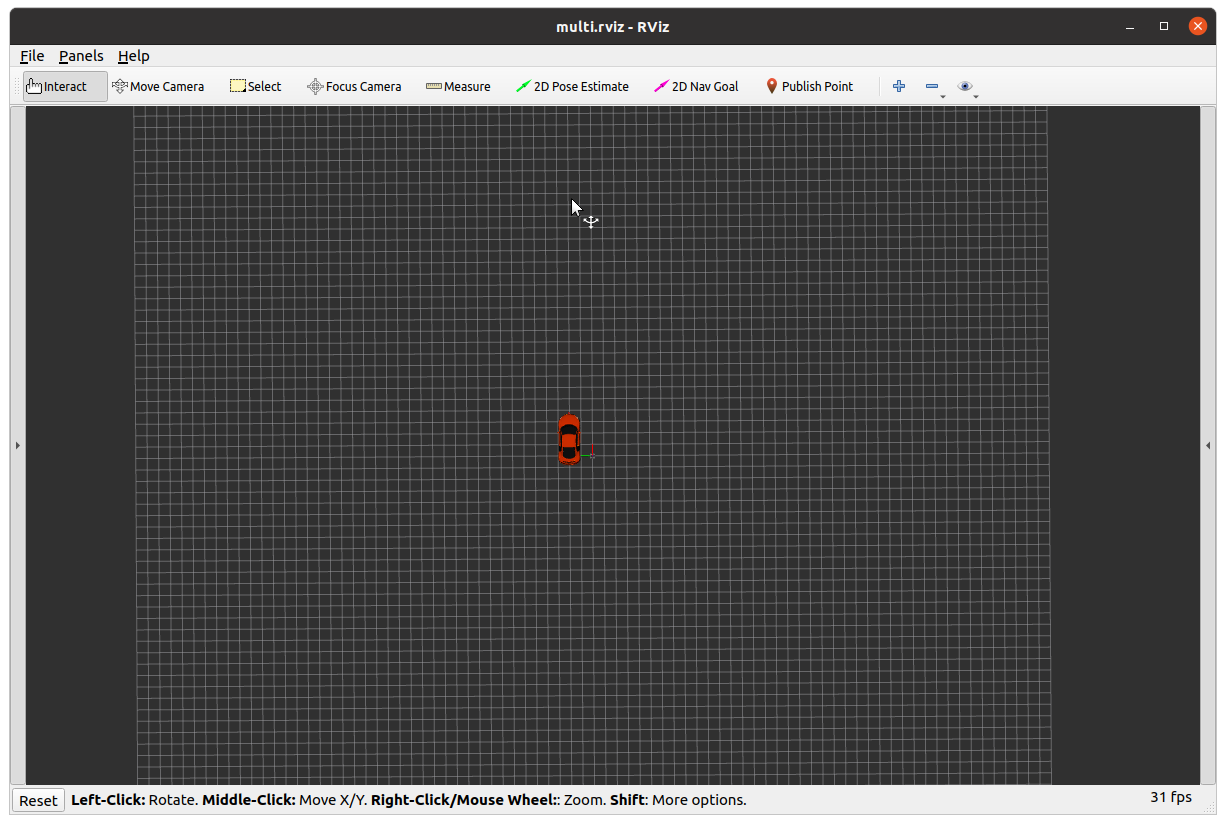 multi.rviz - RViz
File Panels Help
Interact Move Camera Select Focus Camera Measure 2D Pose Estimate 2D Nav Goal Publish Point
Reset Left-Click: Rotate. Middle-Click: Move X/Y. Right-Click/Mouse Wheel:: Zoom. Shift: More options. 31 fps